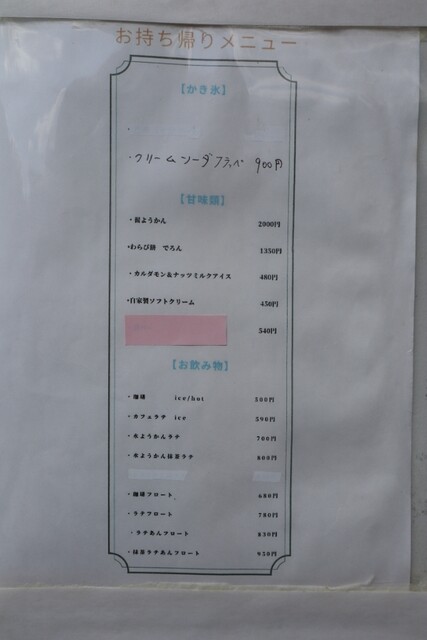 お持ち帰りメニュー
【かき氷】
・クリームソーダフラッペ 900円
【甘味類】
・炭ようかん 2000円
・わらび餅 でろん 1350円
・カルダモン&ナッツミルクアイス 480円
・自家製ソフトクリーム 450円
540円
【お飲み物】
・珈琲 ice/hot 500円
・カフェラテ ice 590円
・水ようかんラテ 700円
・水ようかん抹茶ラテ 800円
・珈琲フロート 680円
・ラテフロート 780円
・ラテあんフロート 830円
・抹茶ラテあんフロート 950円